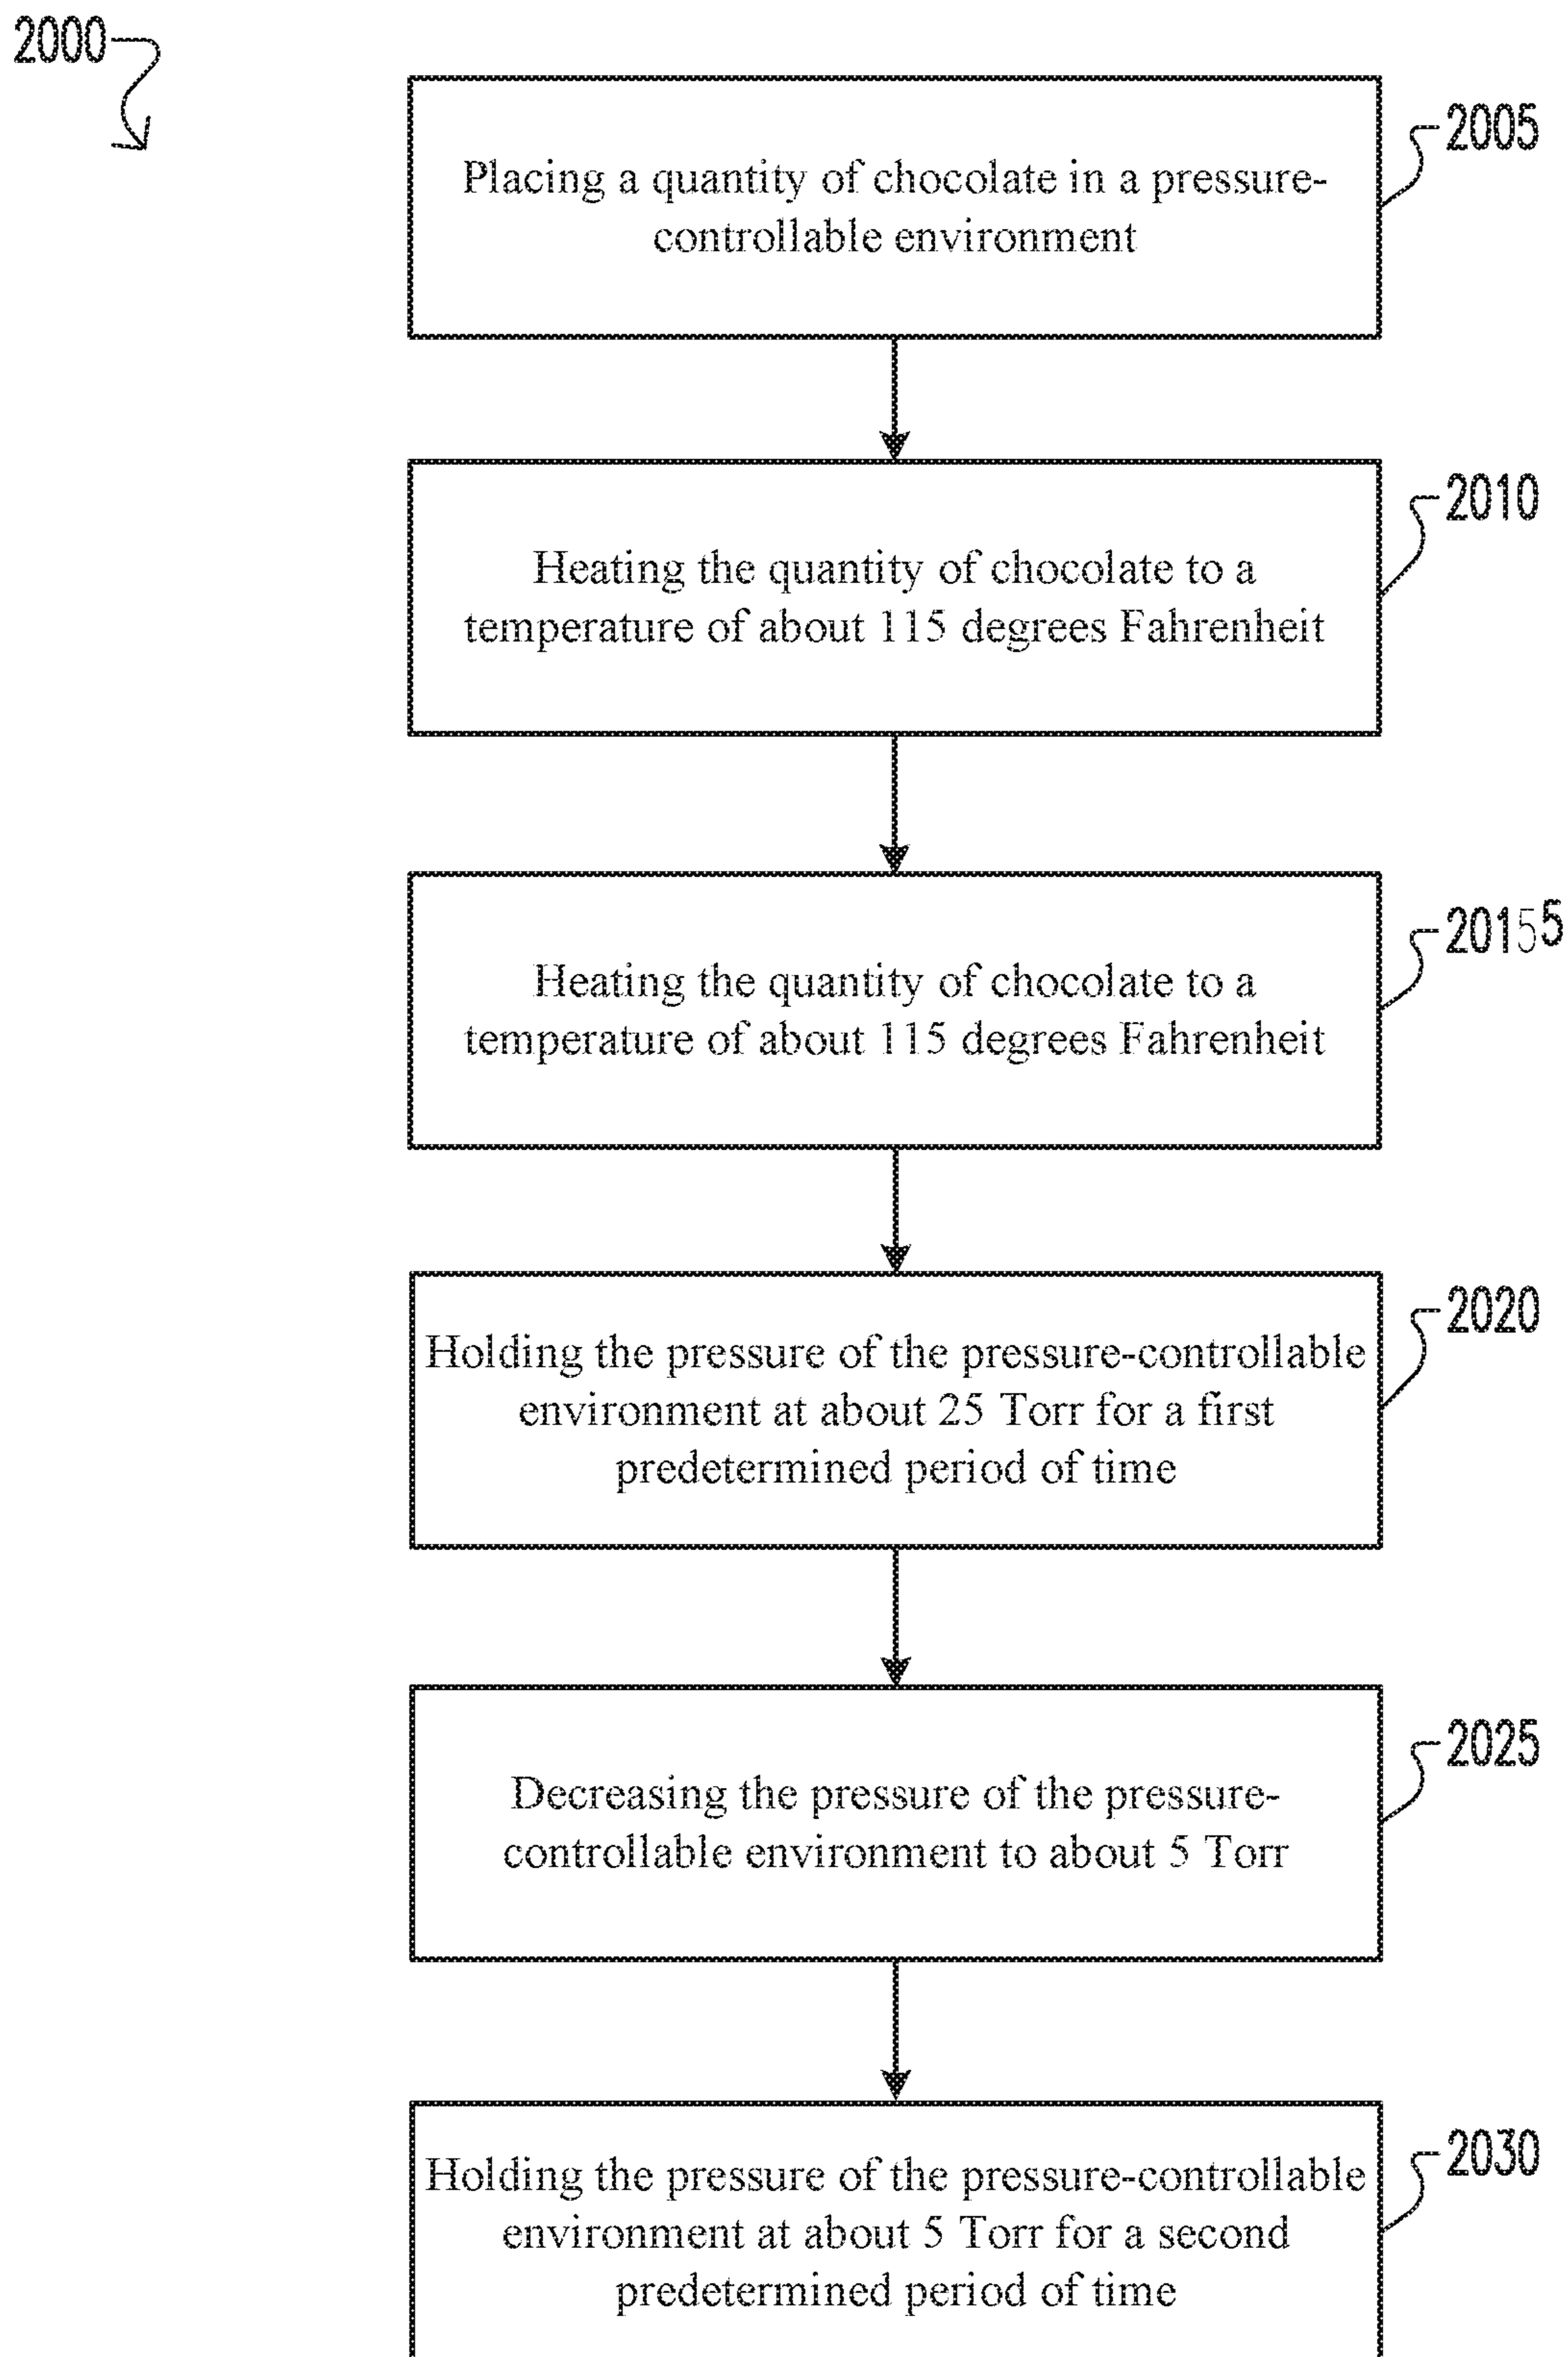 2000
2005
Placing a quantity of chocolate in a pressure-
controllable environment
2010
Heating the quantity of chocolate to a
temperature of about 115 degrees Fahrenheit
20155
Heating the quantity of chocolate to a
temperature of about 115 degrees Fahrenheit
2020
Holding the pressure of the pressure-controllable
environment at about 25 Torr for a first
predetermined period of time
2025
Decreasing the pressure of the pressure-
controllable environment to about 5 Torr
2030
Holding the pressure of the pressure-controllable
environment at about 5 Torr for a second
predetermined period of time